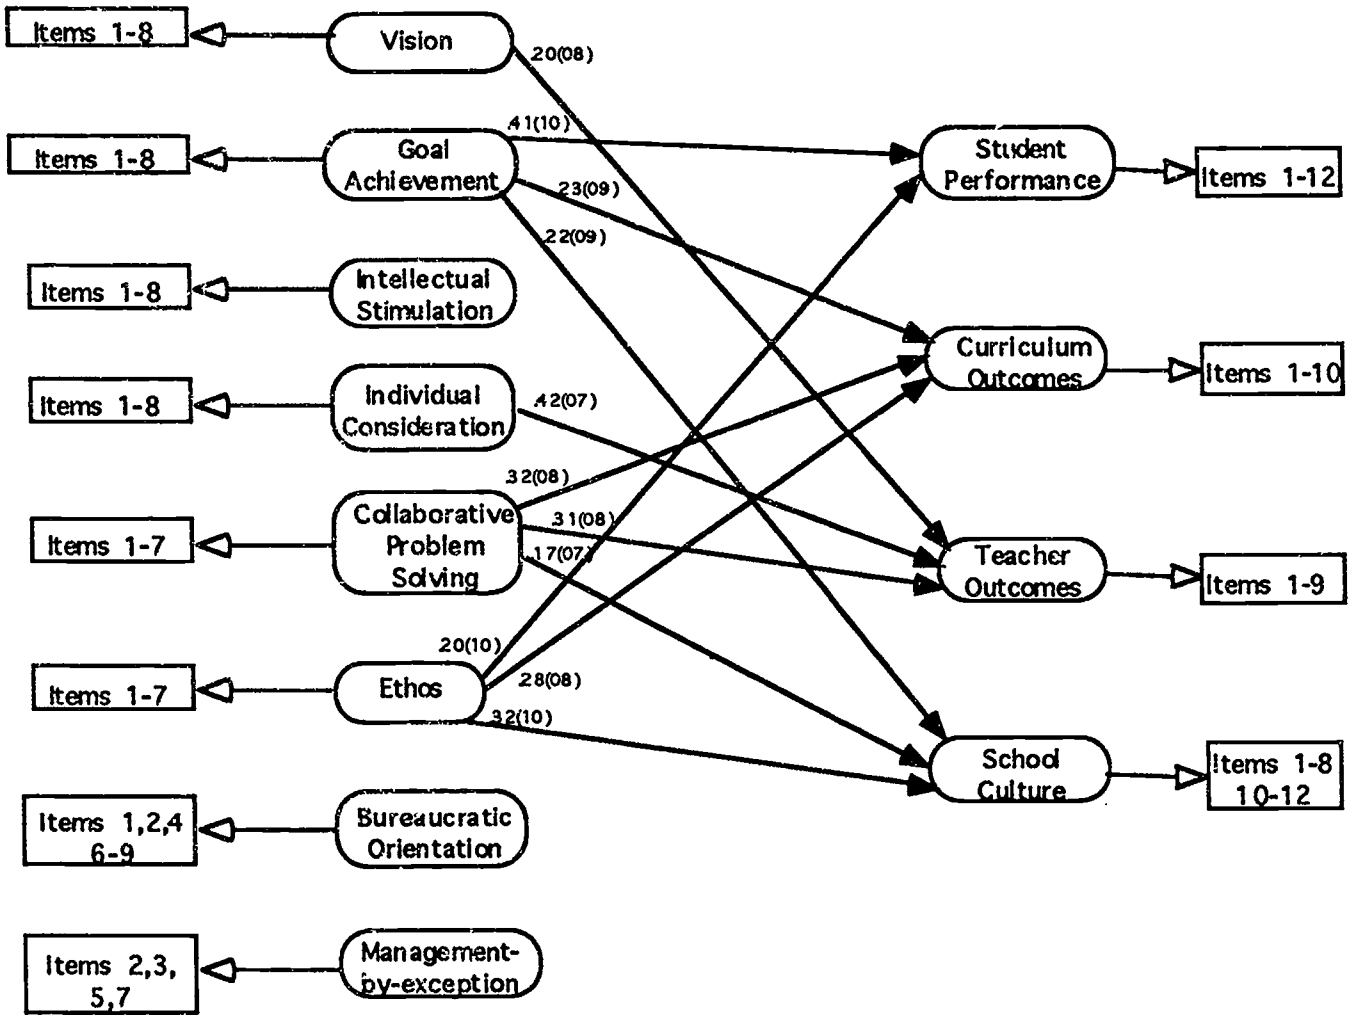 Items 1-8
Vision
.20(08)
Items 1-8
Goal
Achievement
.41(10)
.23(09)
.22(09)
Student
Performance
Items 1-12
Items 1-8
Intellectual
Stimulation
Curriculum
Outcomes
Items 1-10
Items 1-8
Individual
Consideration
.42(07)
Items 1-7
Collaborative
Problem
Solving
.32(08)
.31(08)
.17(07)
Teacher
Outcomes
Items 1-9
Items 1-7
Ethos
.20(10)
.28(08)
.32(10)
School
Culture
Items 1-8
10-12
Items 1,2,4
6-9
Bureaucratic
Orientation
Items 2,3,
5,7
Management-
by-exception